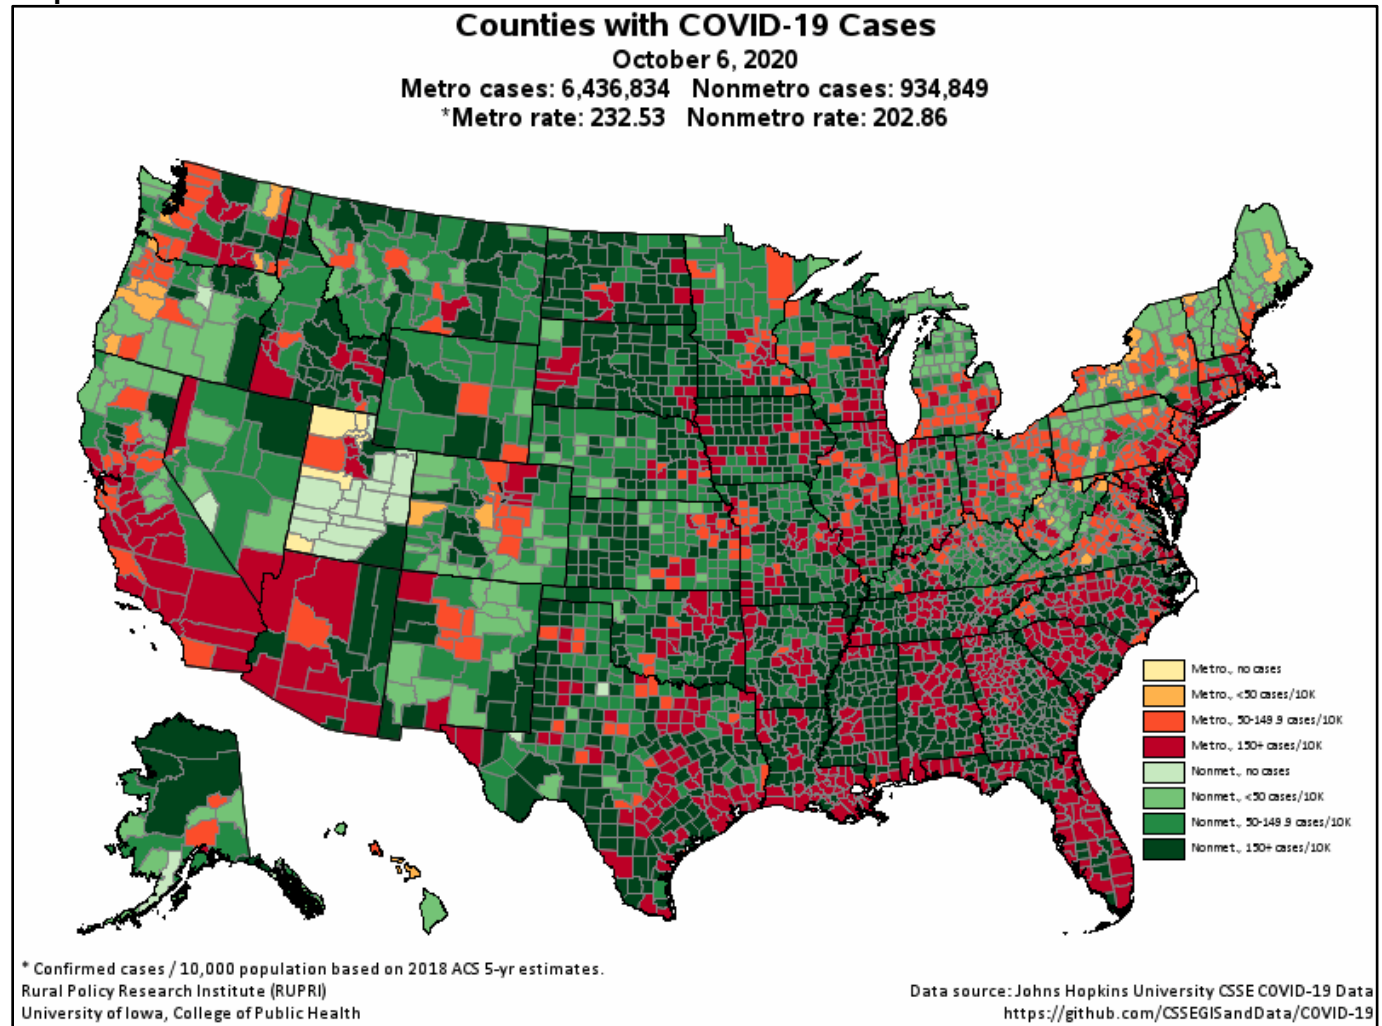 Counties with COVID-19 Cases
October 6, 2020
Metro cases: 6,436,834 Nonmetro cases: 934,849
*Metro rate: 232.53 Nonmetro rate: 202.86
Metro., no cases
Metro., <50 cases/10K
Metro., 50-149.9 cases/10K
Metro., 150+ cases/10K
Nonmet., no cases
Nonmet., <50 cases/10K
Nonmet., 50-149.9 cases/10K
Nonmet., 150+ cases/10K
* Confirmed cases / 10,000 population based on 2018 ACS 5-yr estimates.
Rural Policy Research Institute (RUPRI)
University of Iowa, College of Public Health
Data source: Johns Hopkins University CSSE COVID-19 Data
https://github.com/CSSEGISandData/COVID-19